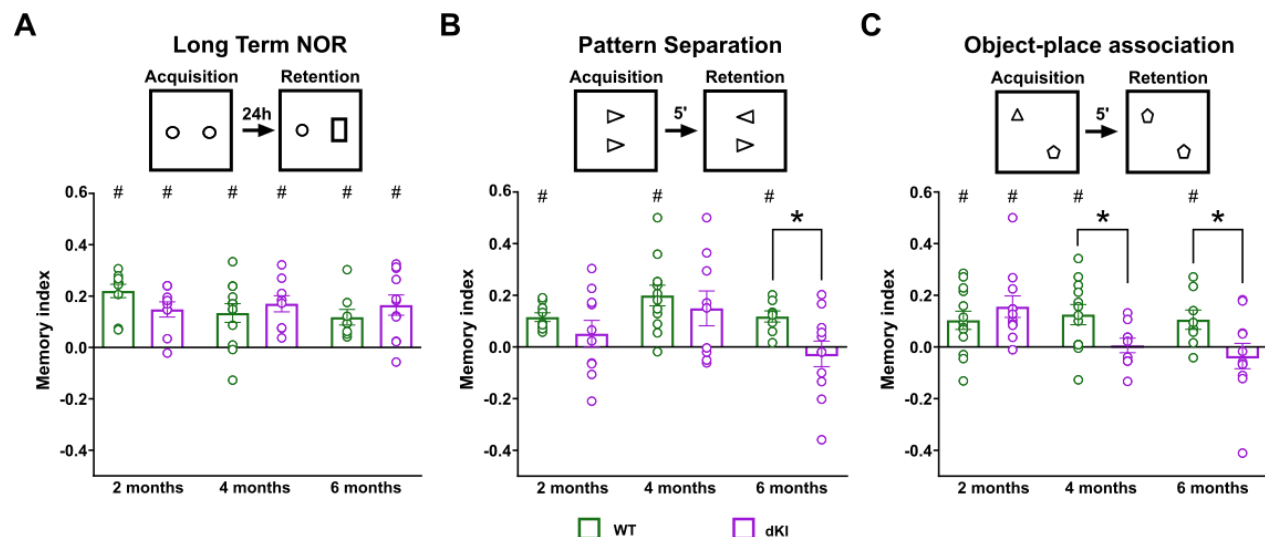 A
Long Term NOR
Acquisition
Retention
24h
# # # # # #
Memory index
0.6
0.4
0.2
0.0
-0.2
-0.4
2 months 4 months 6 months
B
Pattern Separation
Acquisition
Retention
5'
# # #
*
Memory index
0.6
0.4
0.2
0.0
-0.2
-0.4
2 months 4 months 6 months
C
Object-place association
Acquisition
Retention
5'
# # # #
* *
Memory index
0.6
0.4
0.2
0.0
-0.2
-0.4
2 months 4 months 6 months
WT dKI